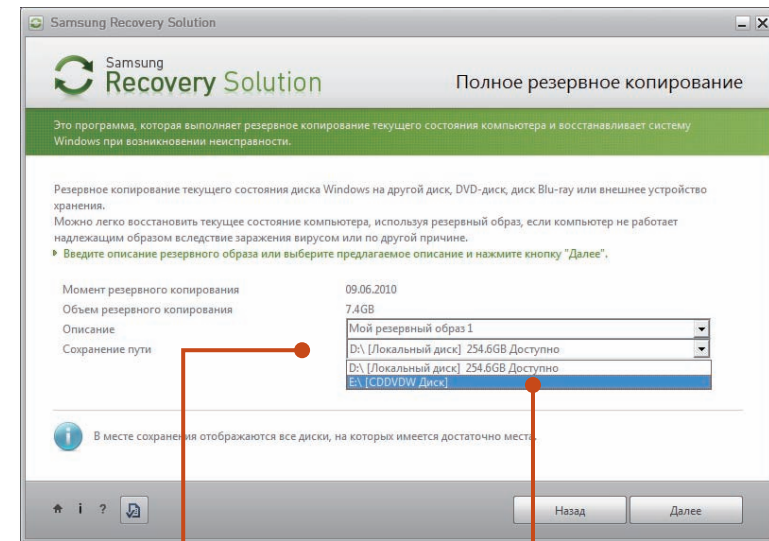 Samsung Recovery Solution
Samsung
Recovery Solution
Полное резервное копирование
Это программа, которая выполняет резервное копирование текущего состояния компьютера и восстанавливает систему
Windows при возникновении неисправности.
Резервное копирование текущего состояния диска Windows на другой диск, DVD-диск, диск Blu-ray или внешнее устройство
хранения.
Можно легко восстановить текущее состояние компьютера, используя резервный образ, если компьютер не работает
надлежащим образом вследствие заражения вирусом или по другой причине.
Введите описание резервного образа или выберите предлагаемое описание и нажмите кнопку "Далее".
Момент резервного копирования 09.06.2010
Объем резервного копирования 7.4GB
Описание Мой резервный образ 1
Сохранение пути D:\ [Локальный диск] 254.6GB Доступно
D:\ [Локальный диск] 254.6GB Доступно
E:\ [CDDVDW Диск]
В месте сохранения отображаются все диски, на которых имеется достаточно места.
i ? Назад Далее